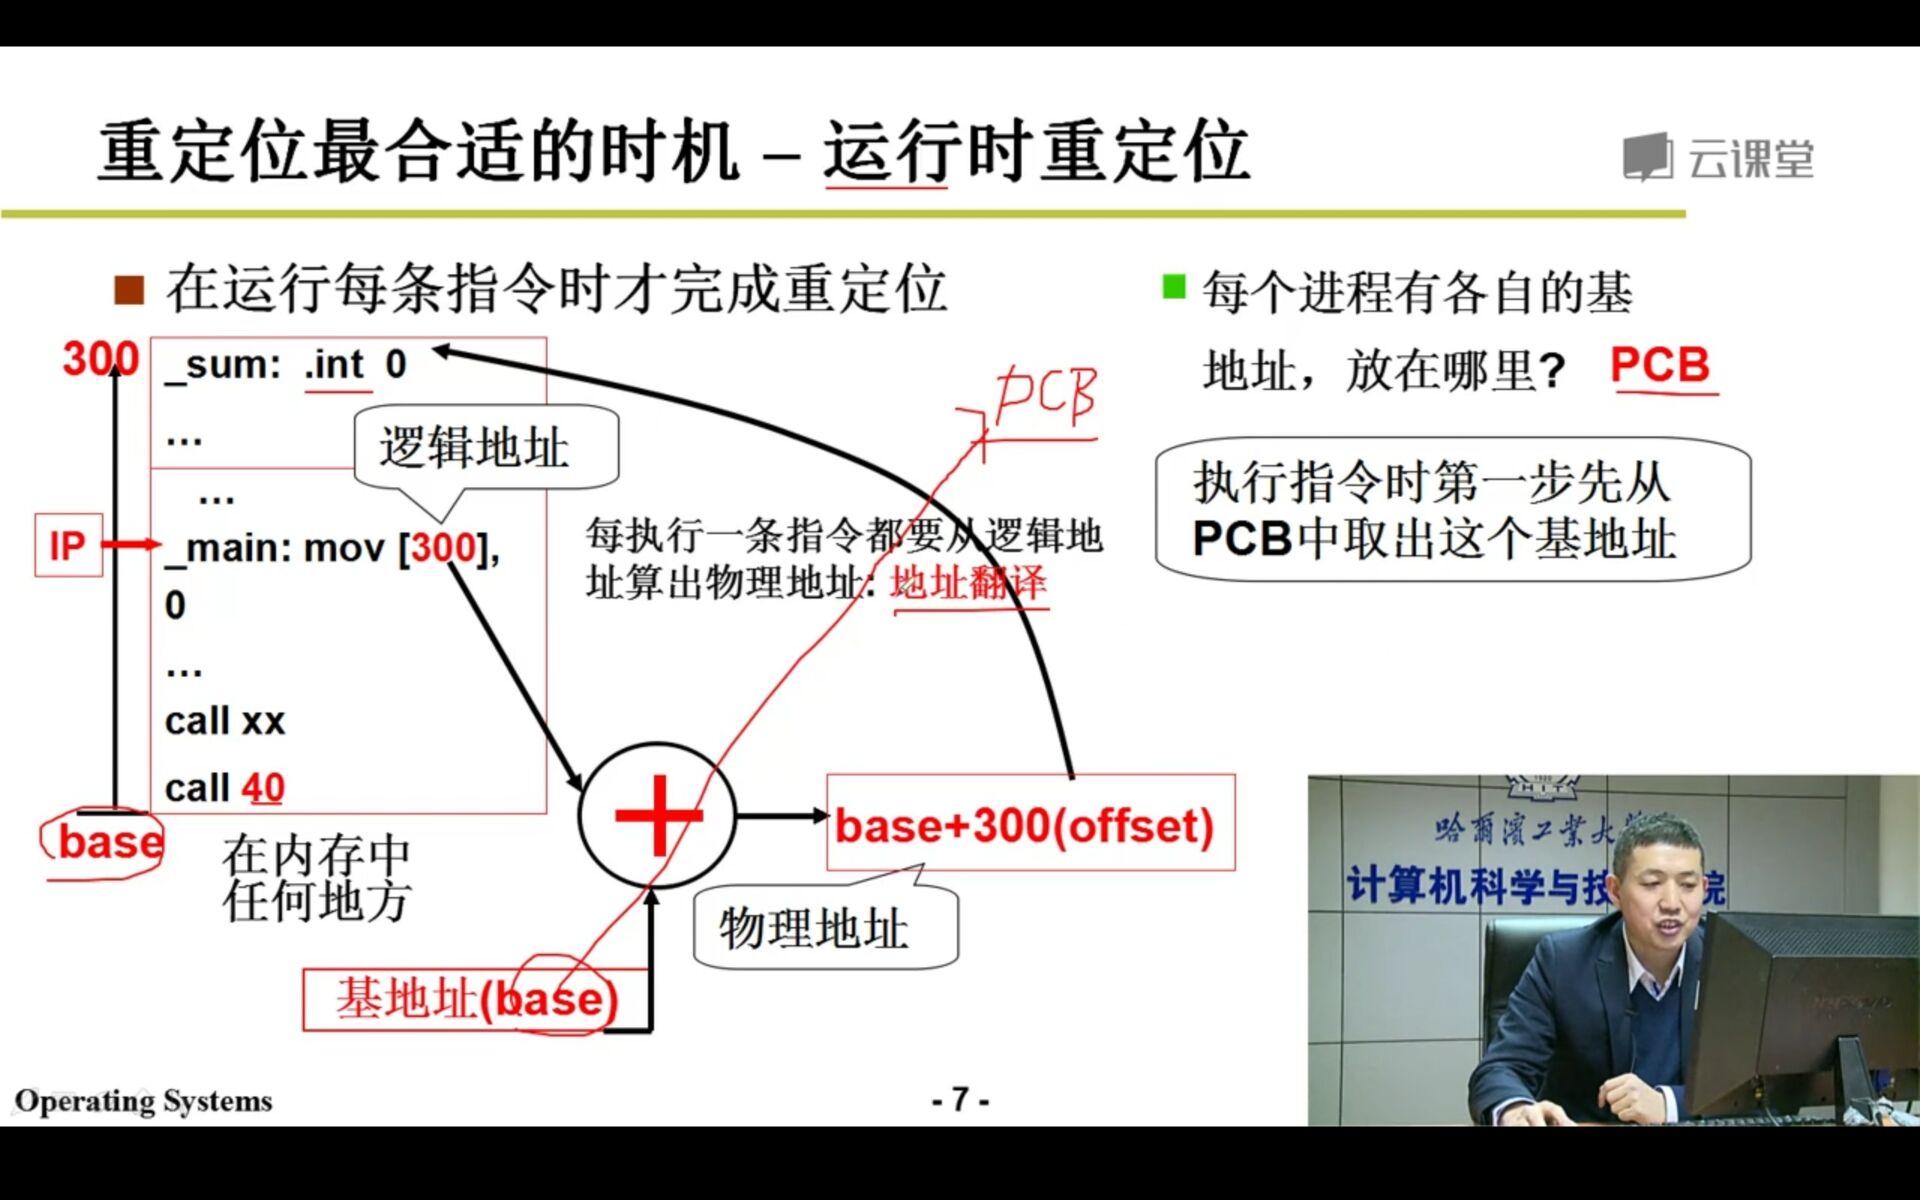 重定位最合适的时机 – 运行时重定位
云课堂
在运行每条指令时才完成重定位
300
_sum: .int 0
...
逻辑地址
...
IP
_main: mov [300],
0
...
call xx
call 40
base
在内存中
任何地方
每执行一条指令都要从逻辑地
址算出物理地址: 地址翻译
PCB
+
base+300(offset)
物理地址
基地址(base)
每个进程有各自的基
地址，放在哪里? PCB
执行指令时第一步先从
PCB中取出这个基地址
哈爾濱工業大
计算机科学与技
院
Operating Systems
- 7 -